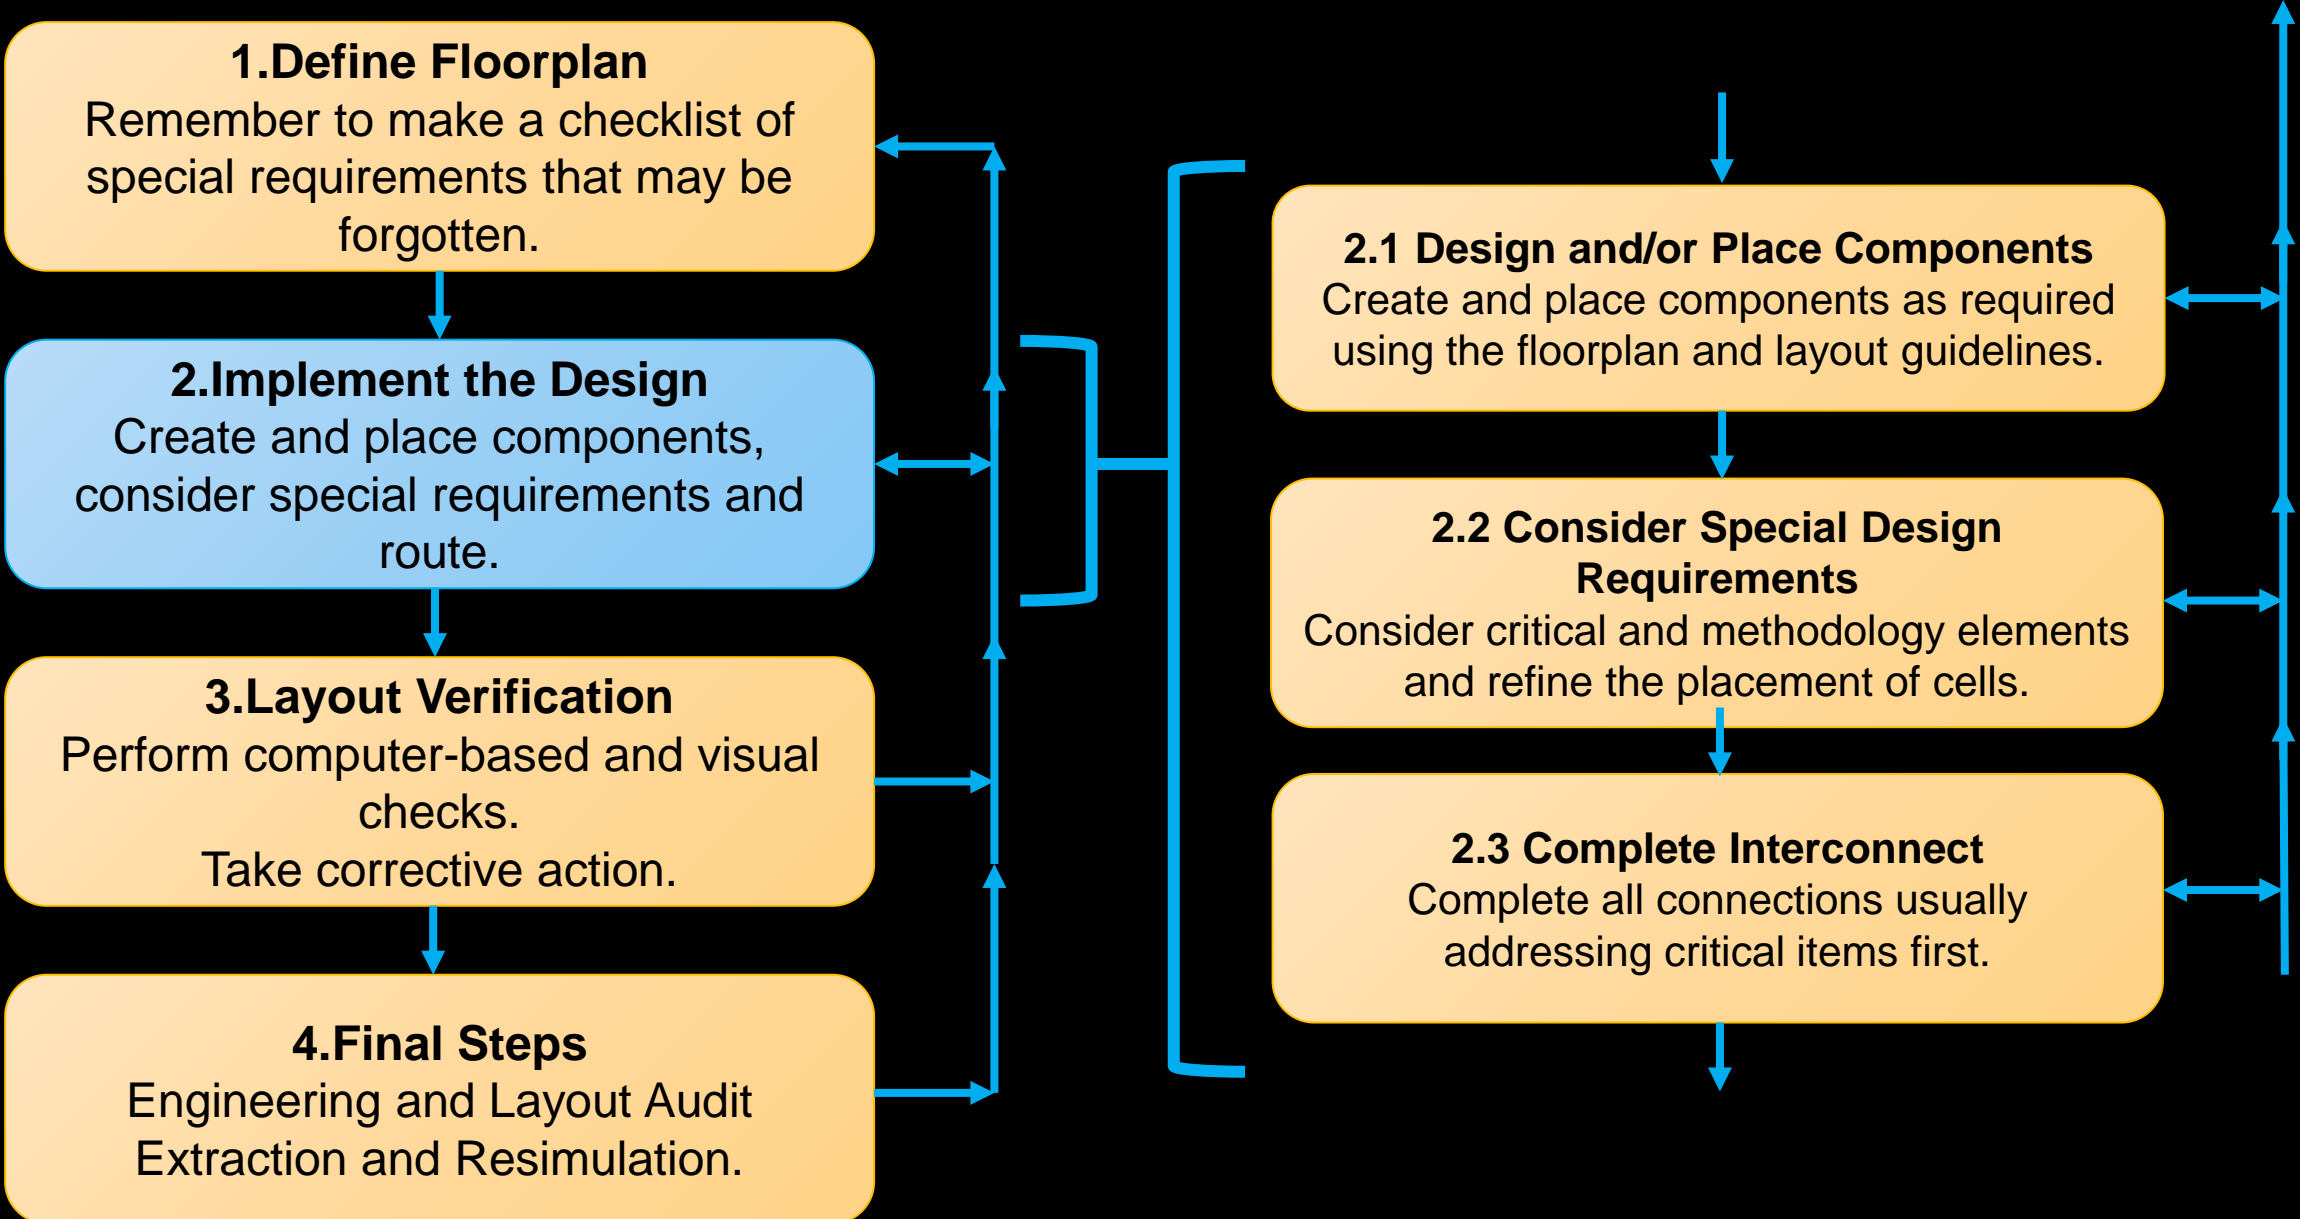 1.Define Floorplan
Remember to make a checklist of
special requirements that may be
forgotten.
2.Implement the Design
Create and place components,
consider special requirements and
route.
3.Layout Verification
Perform computer-based and visual
checks.
Take corrective action.
4.Final Steps
Engineering and Layout Audit
Extraction and Resimulation.
2.1 Design and/or Place Components
Create and place components as required
using the floorplan and layout guidelines.
2.2 Consider Special Design
Requirements
Consider critical and methodology elements
and refine the placement of cells.
2.3 Complete Interconnect
Complete all connections usually
addressing critical items first.